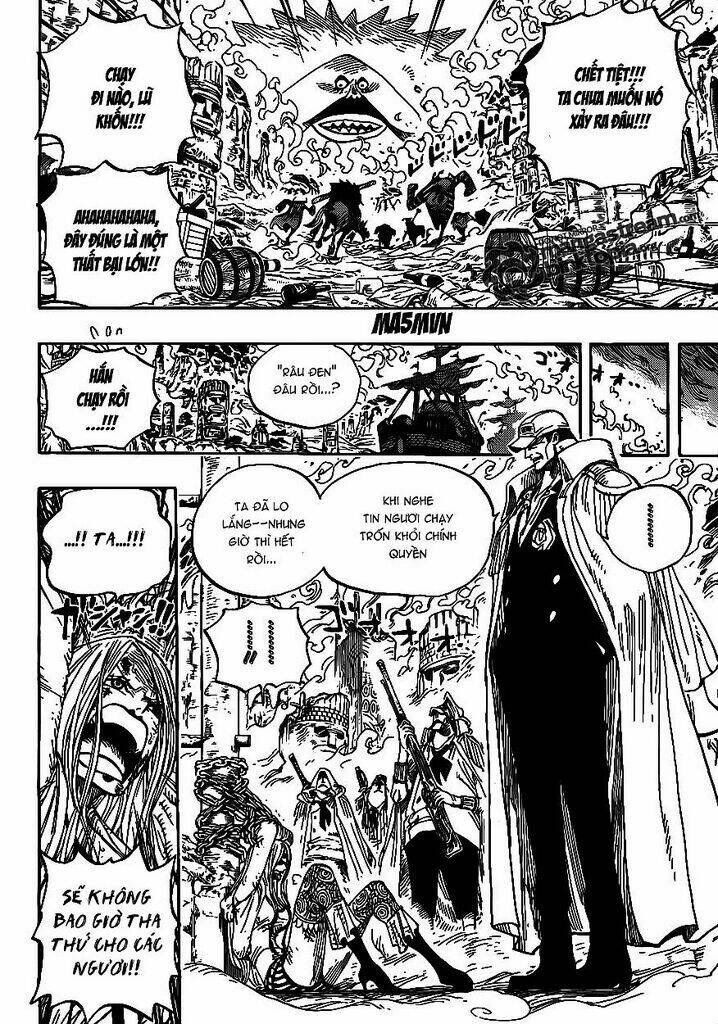 CHẾT TIỆT!!!
TA CHƯA MUỐN NÓ
XẢY RA ĐÂU!!!
CHẠY
ĐI NÀO, LĨ
KHỐN!!!
AHAHAHAHAHA,
ĐÂY ĐÚNG LÀ MỘT
THẤT BẠI LỚN!!
mangastream.com
MA5MVN
"RÂU ĐEN"
ĐÂU RỒI...?
HẮN
CHẠY RỒI
....!!!
KHI NGHE
TIN NGƯƠI CHẠY
TRỐN KHỎI CHÍNH
QUYỀN
TA ĐÃ LO
LẮNG--NHƯNG
GIỜ THÌ HẾT
RỒI...
...!! TA...!!!
SẼ KHÔNG
BAO GIỜ THA
THỨ CHO CÁC
NGƯƠI!!